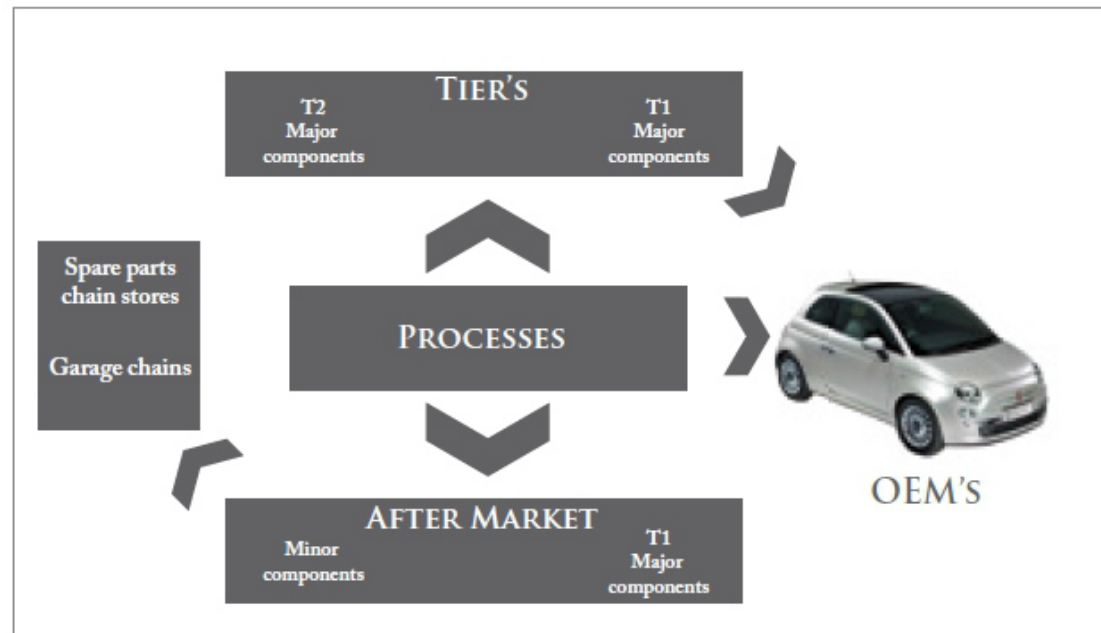 TIER'S
T2
Major
components
T1
Major
components
Spare parts
chain stores
Garage chains
PROCESSES
OEM'S
AFTER MARKET
Minor
components
T1
Major
components